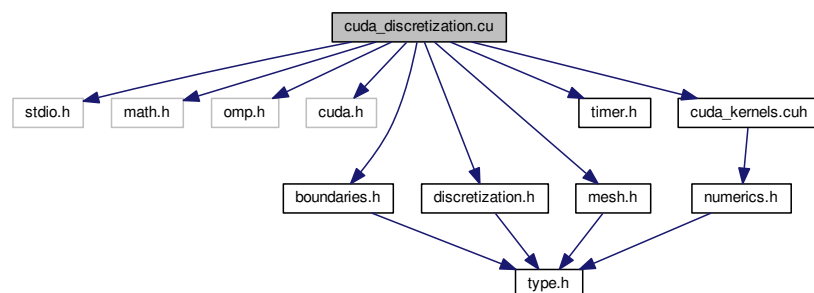 cuda_discretization.cu
stdio.h
math.h
omp.h
cuda.h
timer.h
cuda_kernels.cuh
boundaries.h
discretization.h
mesh.h
numerics.h
type.h